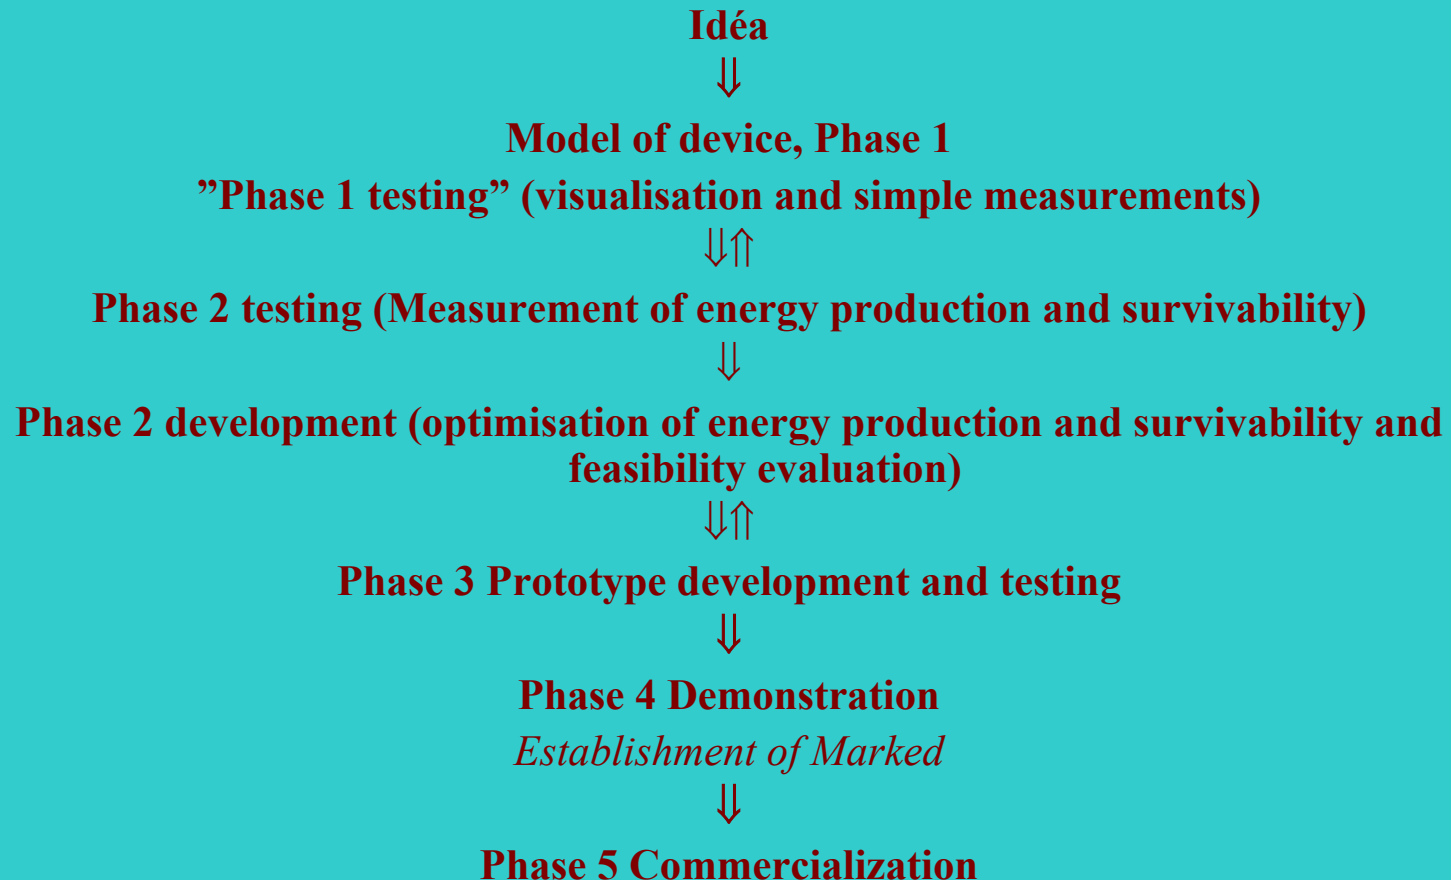 Idéa
⇓
Model of device, Phase 1
”Phase 1 testing” (visualisation and simple measurements)
⇓⇑
Phase 2 testing (Measurement of energy production and survivability)
⇓
Phase 2 development (optimisation of energy production and survivability and
feasibility evaluation)
⇓⇑
Phase 3 Prototype development and testing
⇓
Phase 4 Demonstration
Establishment of Marked
⇓
Phase 5 Commercialization